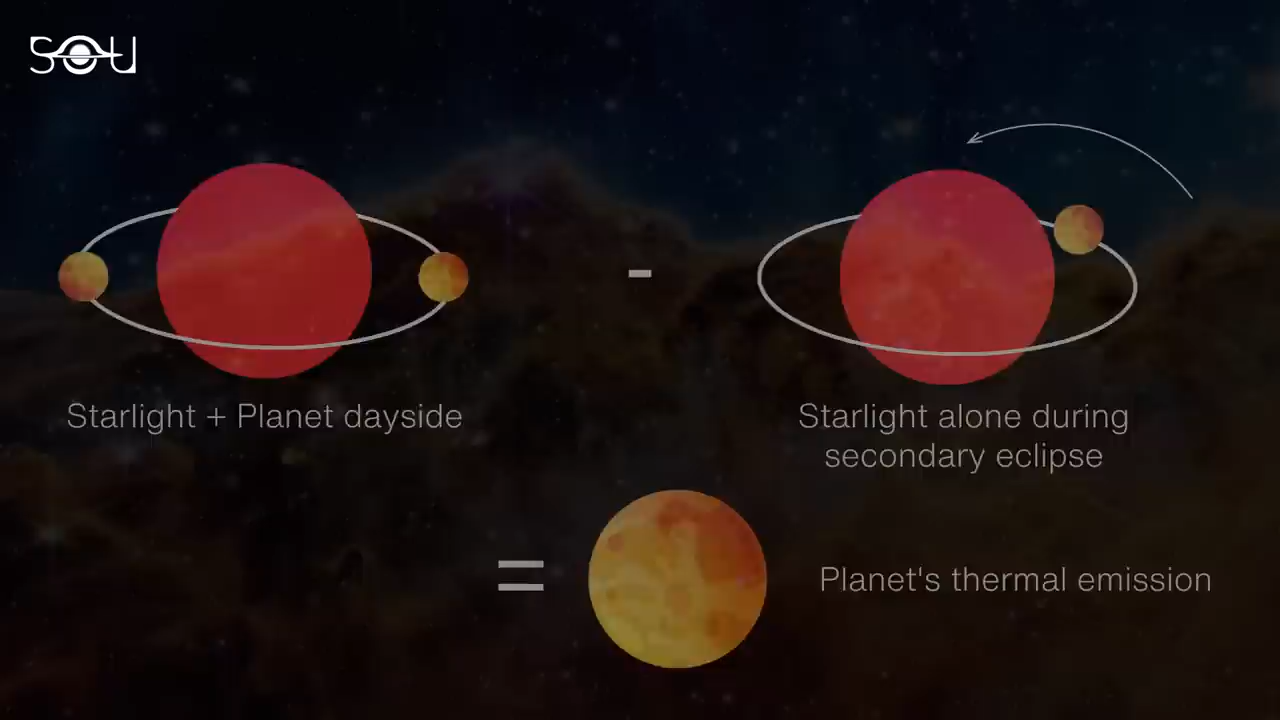 SOU
-
Starlight + Planet dayside
Starlight alone during
secondary eclipse
=
Planet's thermal emission